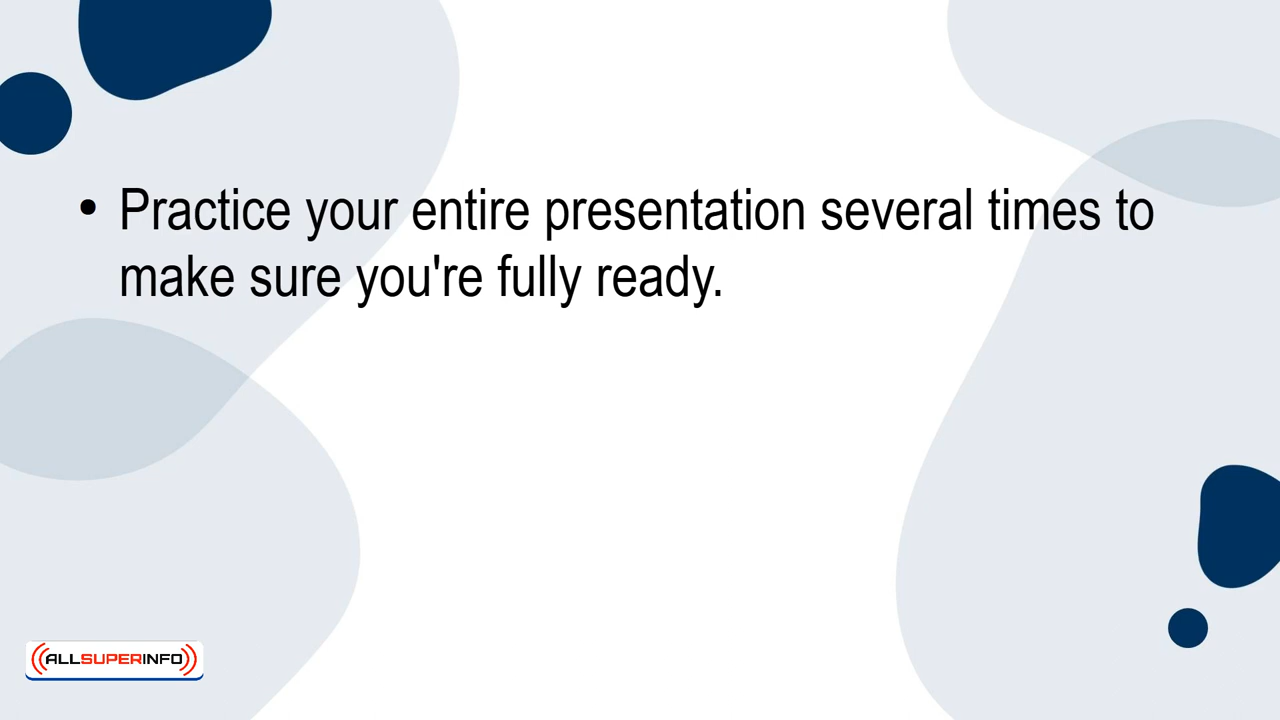 • Practice your entire presentation several times to
make sure you're fully ready.
ALLSUPERINFO